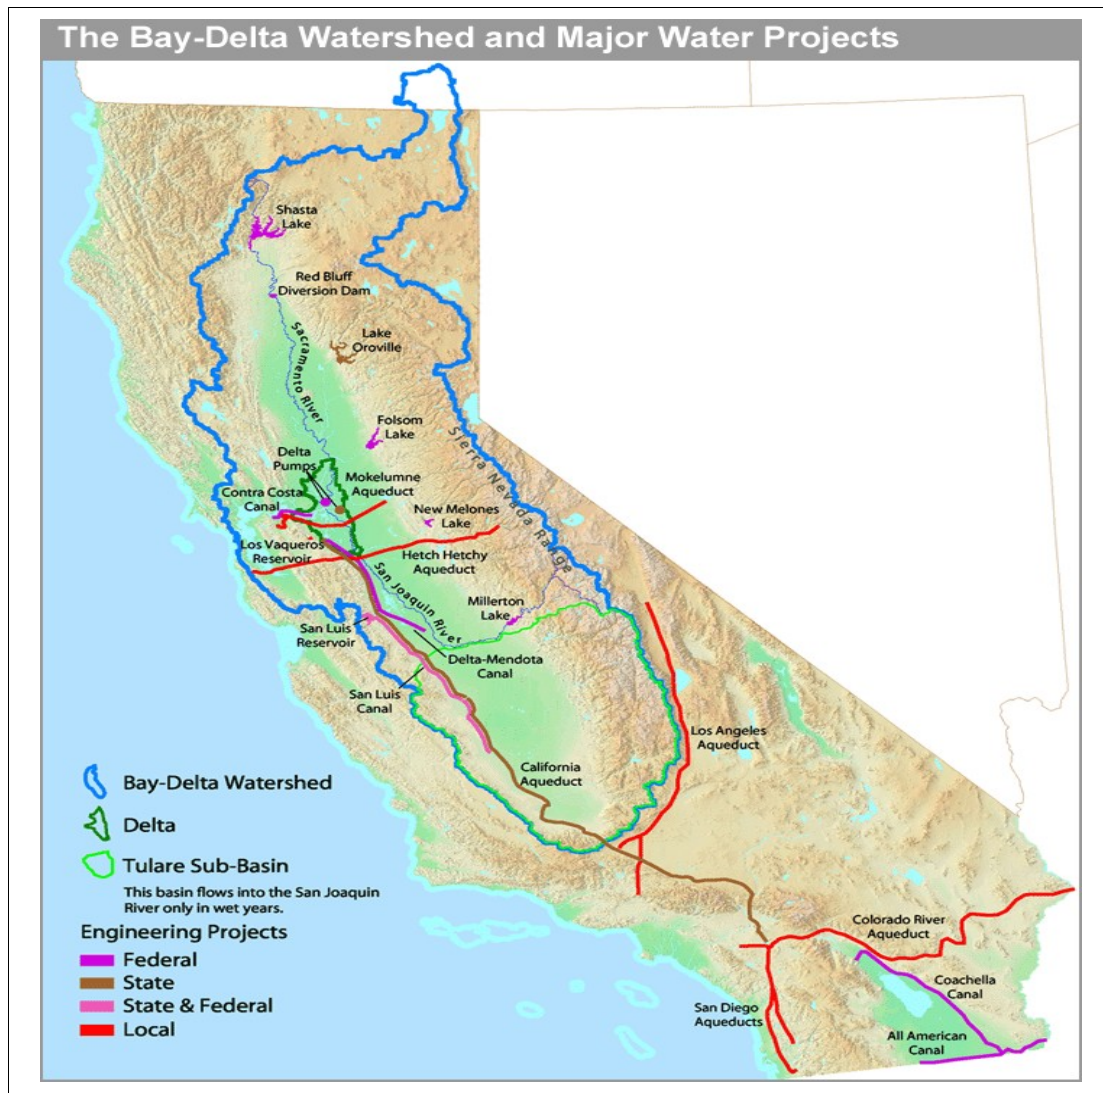 The Bay-Delta Watershed and Major Water Projects
Shasta
Lake
Red Bluff
Diversion Dam
Sacramento River
Lake
Oroville
Folsom
Lake
Sierra Nevada Range
Delta
Pumps
Mokelumne
Aqueduct
Contra Costa
Canal
New Melones
Lake
Los Vaqueros
Reservoir
Hetch Hetchy
Aqueduct
San Joaquin River
Millerton
Lake
San Luis
Reservoir
Delta-Mendota
Canal
San Luis
Canal
Los Angeles
Aqueduct
California
Aqueduct
Bay-Delta Watershed
Delta
Tulare Sub-Basin
This basin flows into the San Joaquin
River only in wet years.
Engineering Projects
Federal
State
State & Federal
Local
Colorado River
Aqueduct
Coachella
Canal
San Diego
Aqueducts
All American
Canal